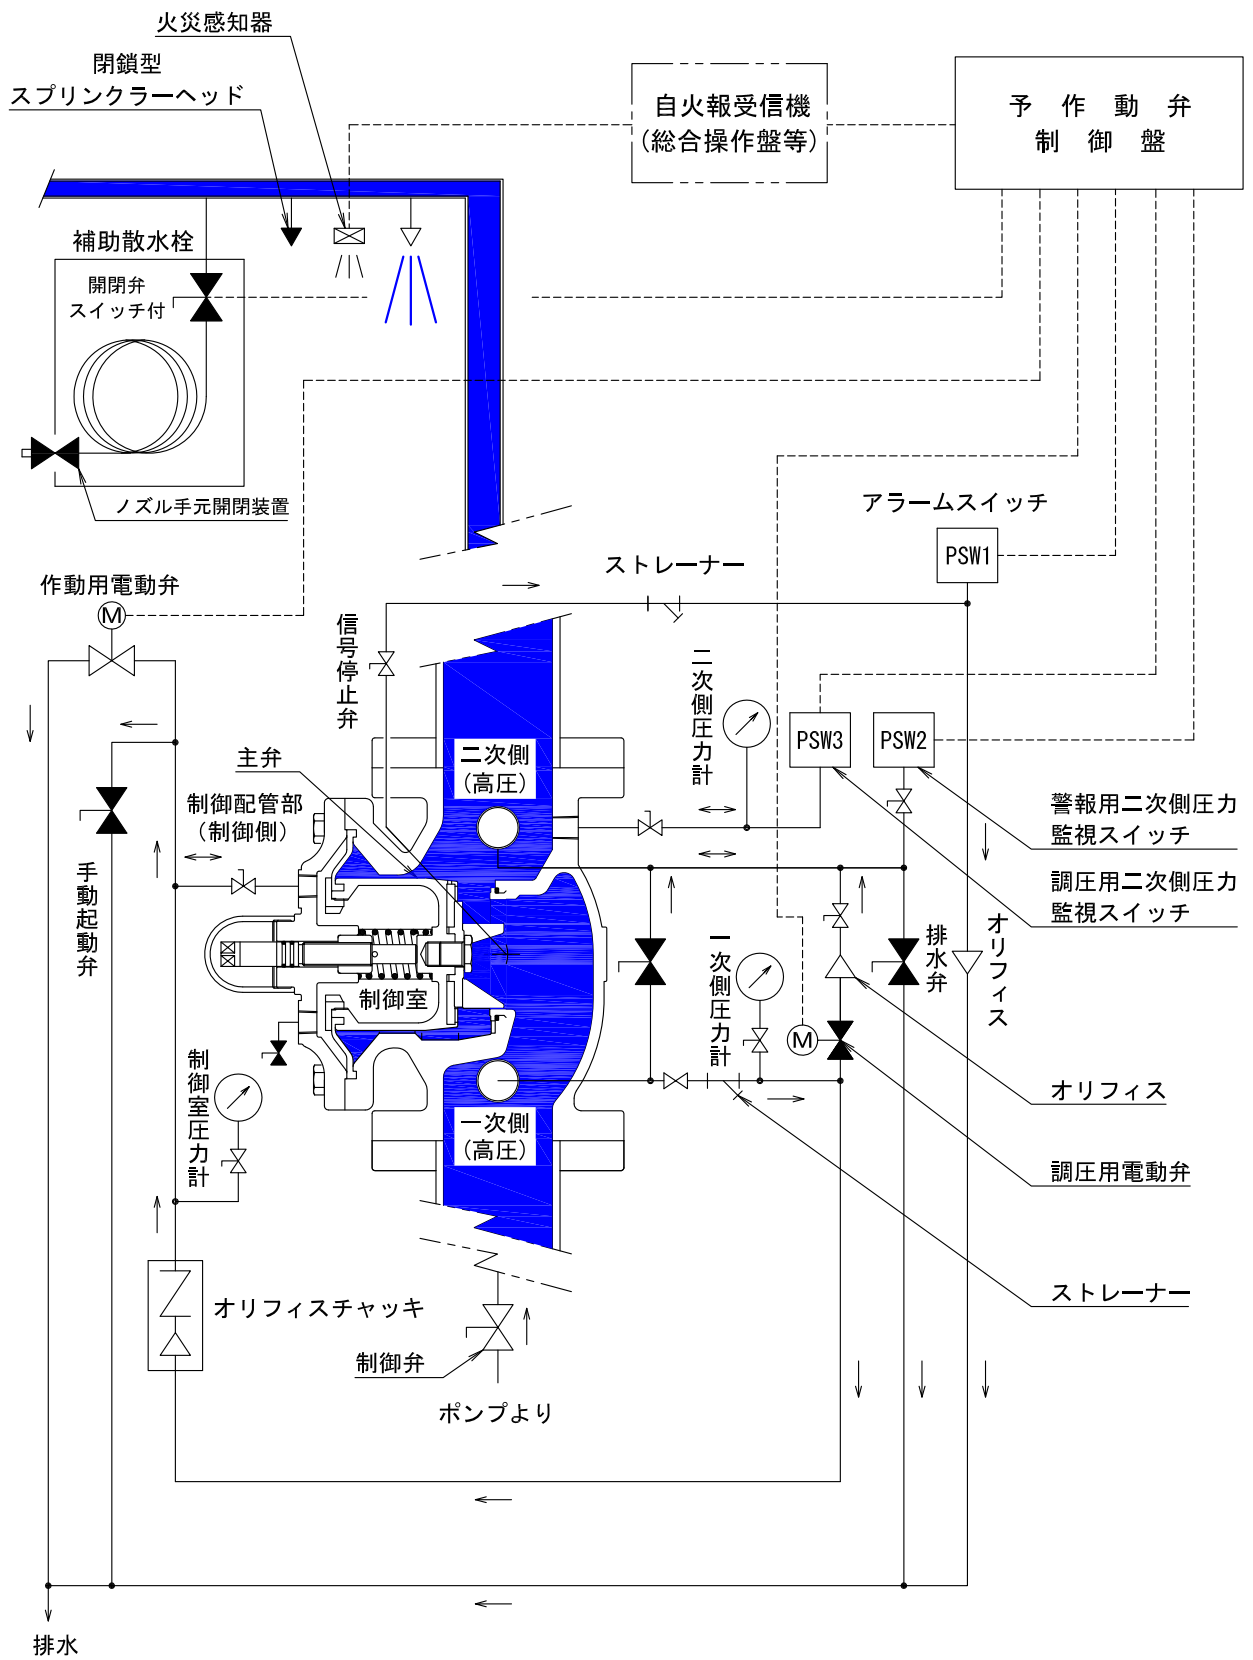 火災感知器
閉鎖型
スプリンクラーヘッド
自火報受信機
(総合操作盤等)
予作動弁
制御盤
補助散水栓
開閉弁
スイッチ付
ノズル手元開閉装置
アラームスイッチ
PSW1
ストレーナー
作動用電動弁
M
信号停止弁
二次側圧力計
PSW3
PSW2
主弁
二次側
(高圧)
制御配管部
(制御側)
警報用二次側圧力
監視スイッチ
調圧用二次側圧力
監視スイッチ
手動起動弁
オリフィス
排水弁
一次側圧力計
制御室
M
制御室圧力計
オリフィス
一次側
(高圧)
調圧用電動弁
ストレーナー
オリフィスチャッキ
制御弁
ポンプより
排水